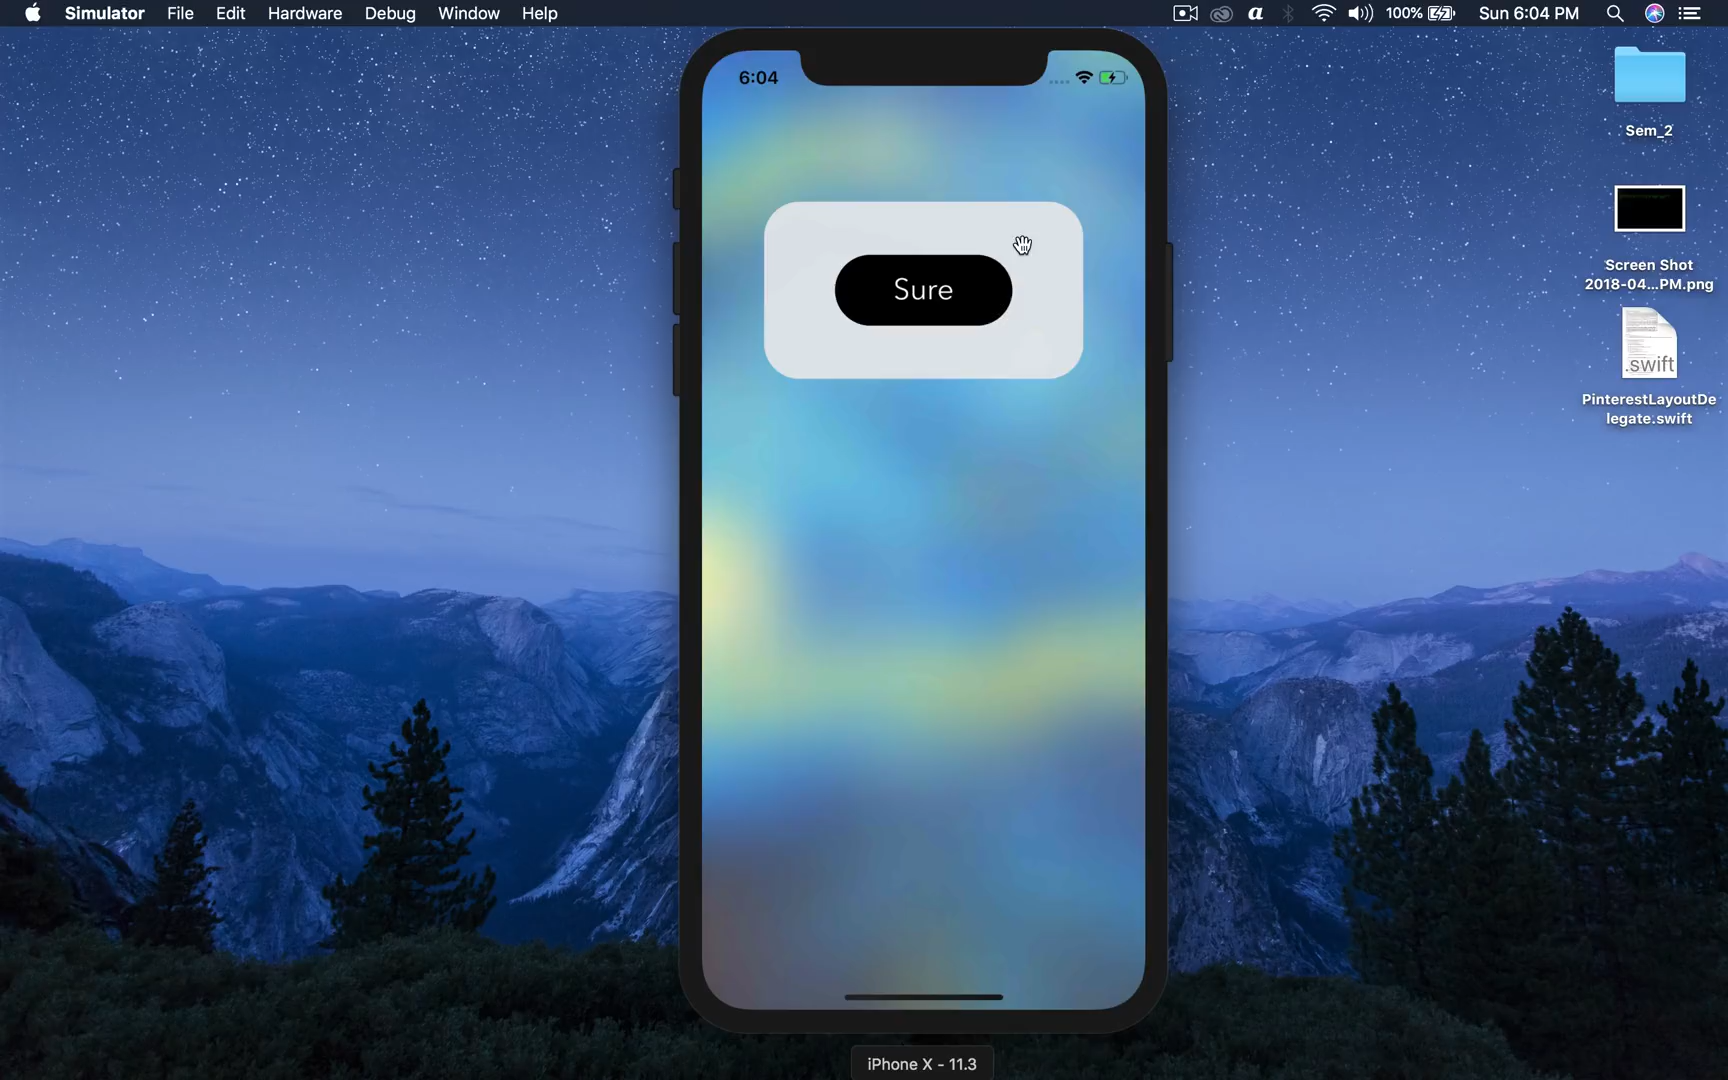 Simulator File Edit Hardware Debug Window Help
100% Sun 6:04 PM
6:04
Sure
Sem_2
Screen Shot
2018-04...PM.png
.swift
PinterestLayoutDe
legate.swift
iPhone X - 11.3